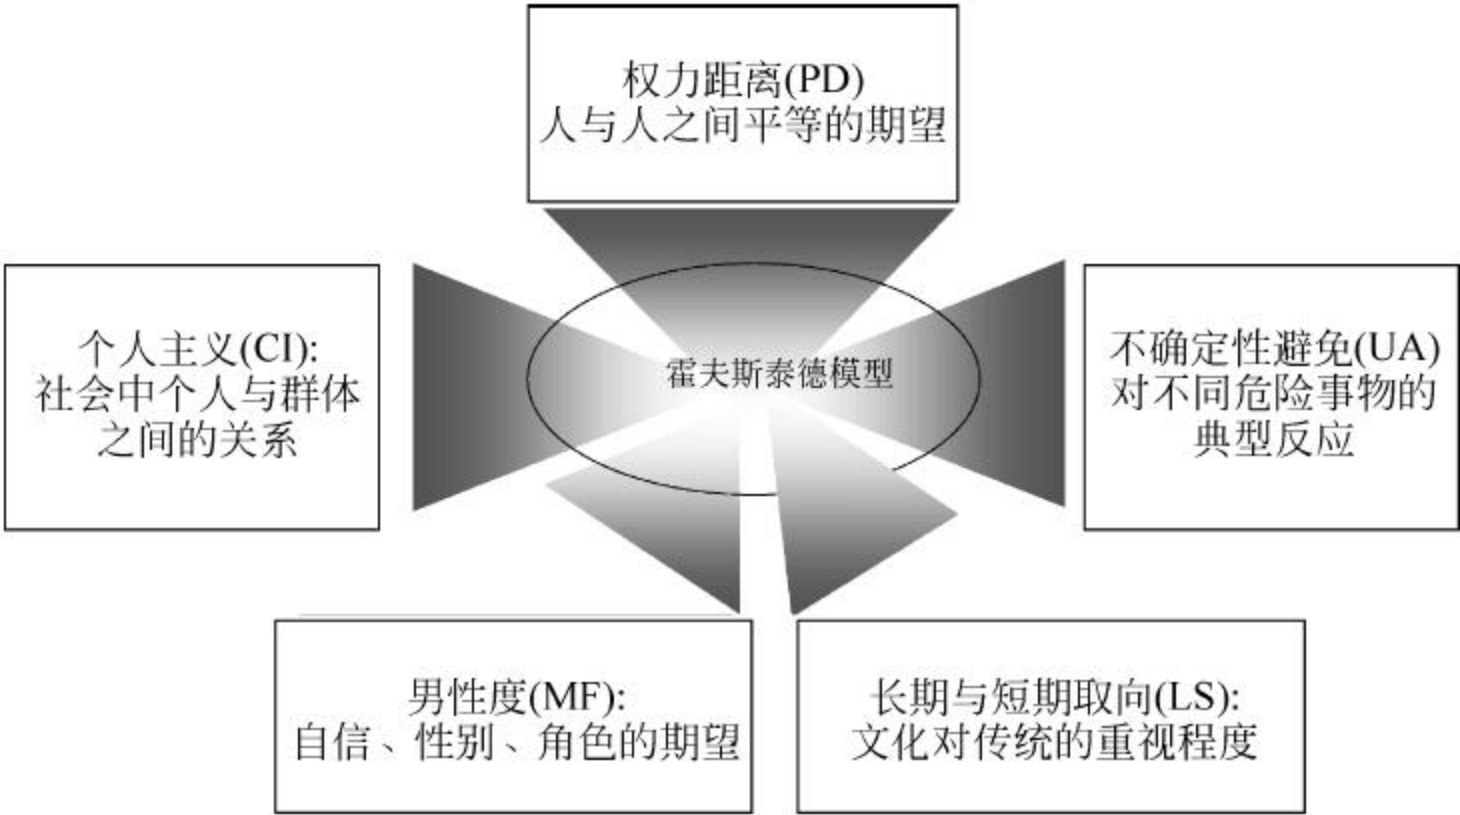 权力距离(PD)
人与人之间平等的期望
个人主义(CI):
社会中个人与群体
之间的关系
霍夫斯泰德模型
不确定性避免(UA)
对不同危险事物的
典型反应
男性度(MF):
自信、性别、角色的期望
长期与短期取向(LS):
文化对传统的重视程度